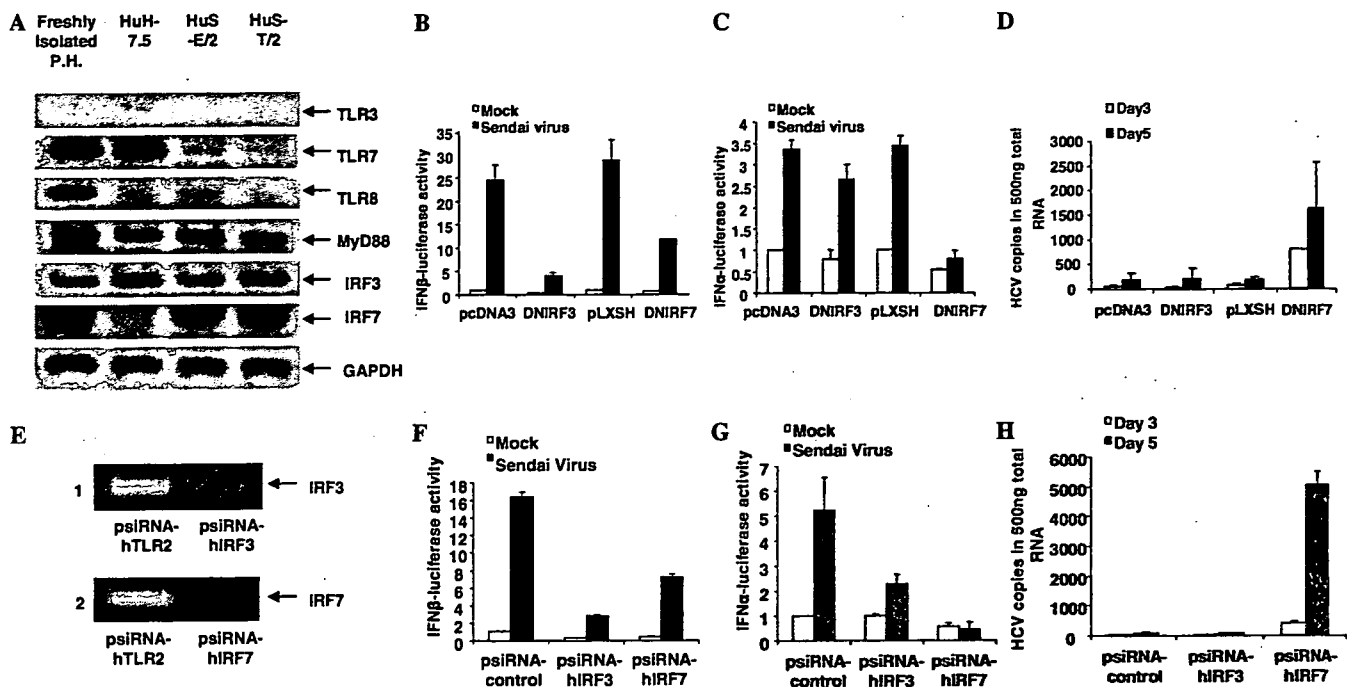 A
Freshly
Isolated
P.H.
HuH-
7.5
HuS
-E/2
HuS-
T/2
TLR3
TLR7
TLR8
MyD88
IRF3
IRF7
GAPDH
B
Mock
Sendai virus
IFNβ-luciferase activity
35
30
25
20
15
10
5
0
pcDNA3 DNIRF3 pLXSH DNIRF7
C
Mock
Sendai virus
IFNα-luciferase activity
4
3.5
3
2.5
2
1.5
1
0.5
0
pcDNA3 DNIRF3 pLXSH DNIRF7
D
Day3
Day5
HCV copies in 500ng total
RNA
3000
2500
2000
1500
1000
500
0
pcDNA3 DNIRF3 pLXSH DNIRF7
E
1
IRF3
psiRNA-
hTLR2
psiRNA-
hIRF3
2
IRF7
psiRNA-
hTLR2
psiRNA-
hIRF7
F
Mock
Sendai Virus
IFNβ-luciferase activity
18
16
14
12
10
8
6
4
2
0
psiRNA-
control
psiRNA-
hIRF3
psiRNA-
hIRF7
G
Mock
Sendai Virus
IFNα-luciferase activity
7
6
5
4
3
2
1
0
psiRNA-
control
psiRNA-
hIRF3
psiRNA-
hIRF7
H
Day 3
Day 5
HCV copies in 500ng total
RNA
6000
5000
4000
3000
2000
1000
0
psiRNA-
control
psiRNA-
hIRF3
psiRNA-
hIRF7